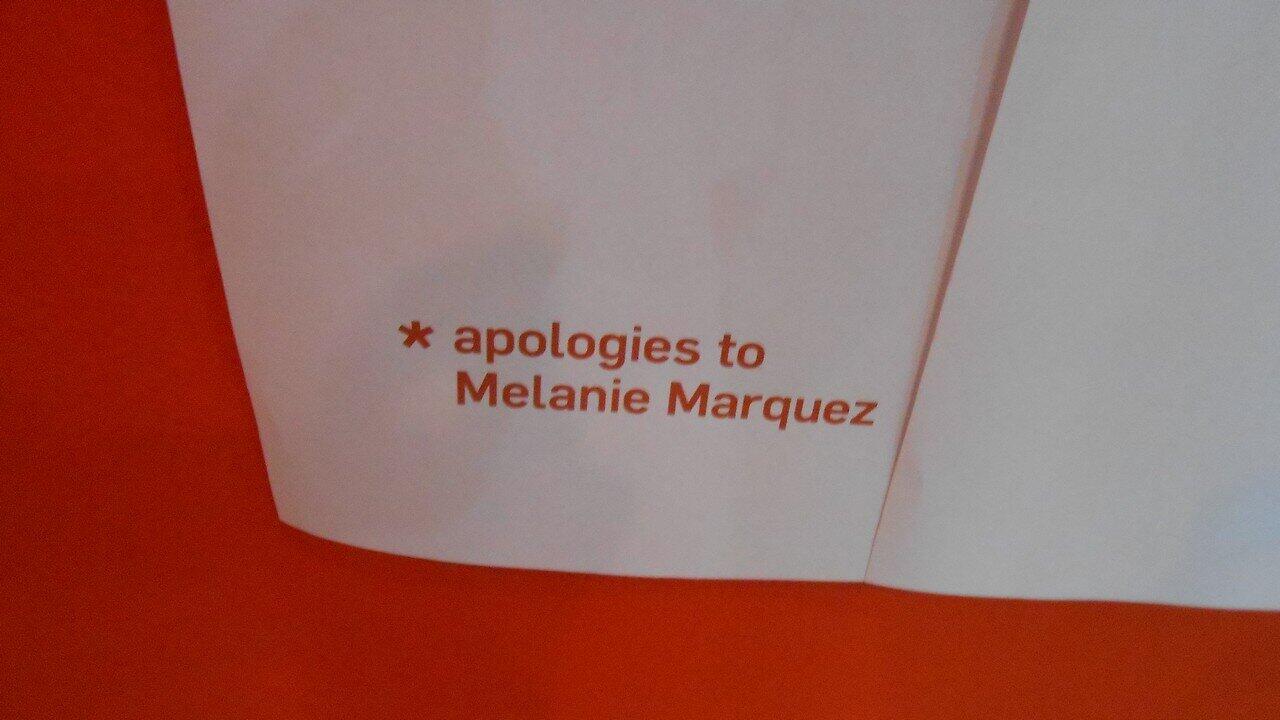 * apologies to
Melanie Marquez